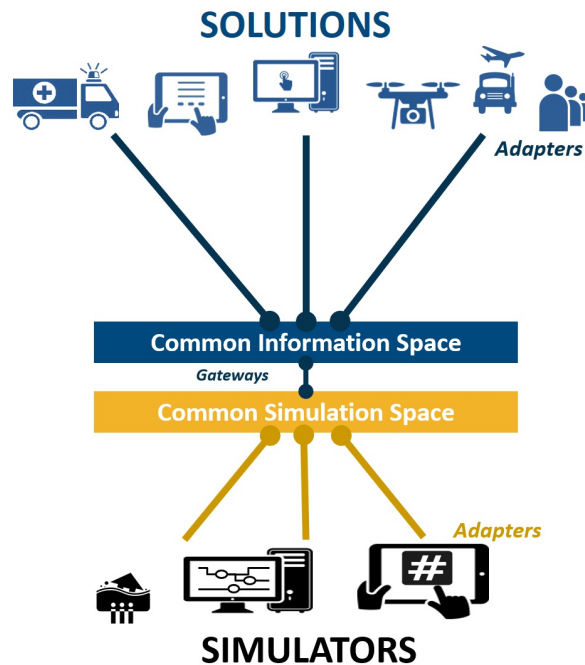 SOLUTIONS
Adapters
Common Information Space
Gateways
Common Simulation Space
Adapters
#
SIMULATORS